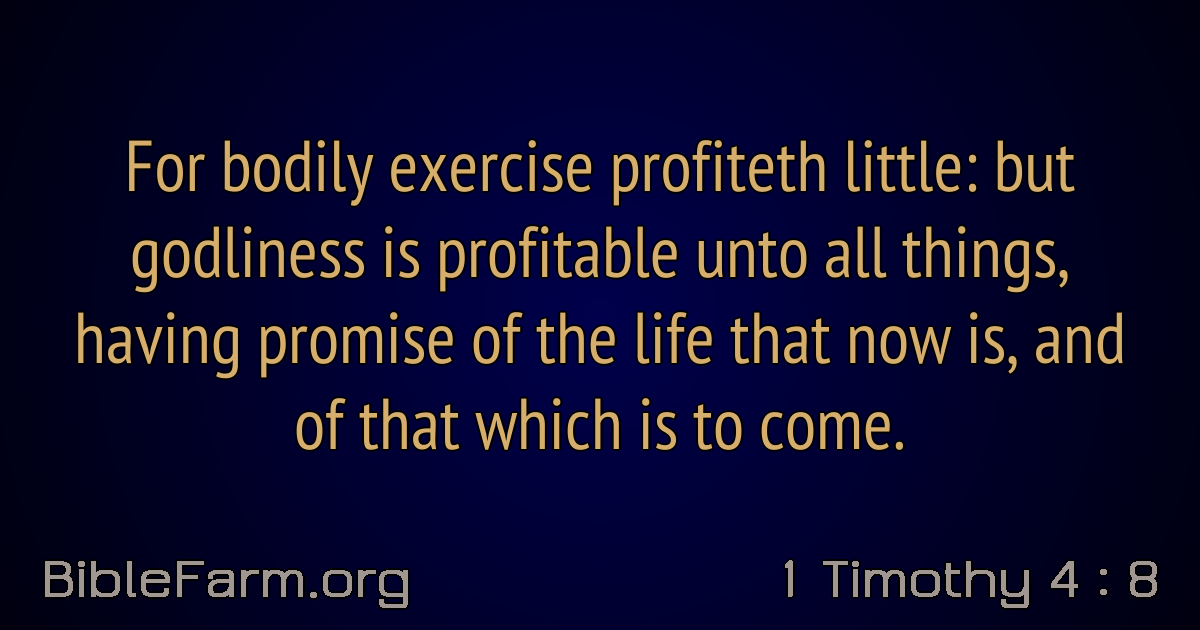 For bodily exercise profiteth little: but
godliness is profitable unto all things,
having promise of the life that now is, and
of that which is to come.
BibleFarm.org
1 Timothy 4 : 8